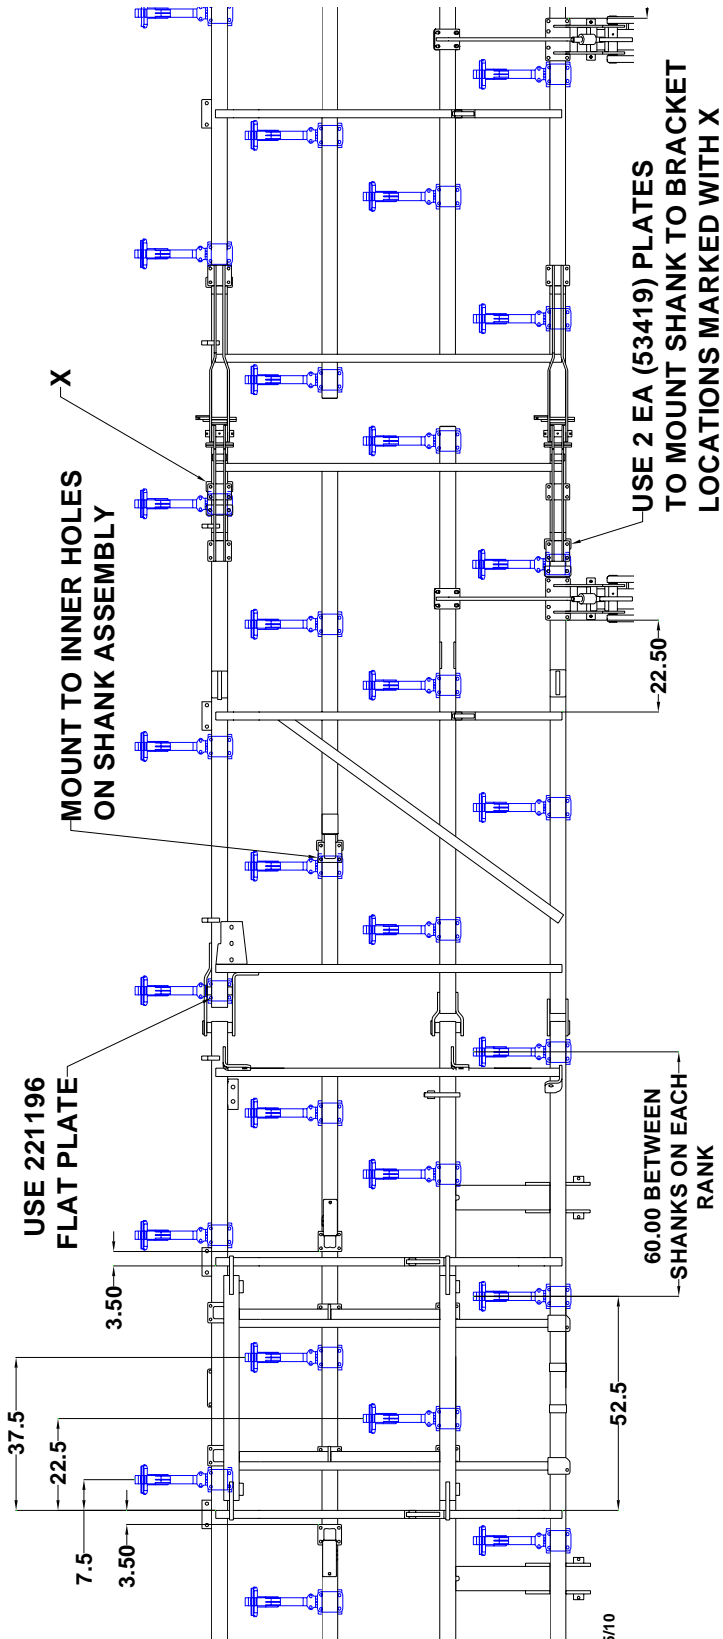 X
MOUNT TO INNER HOLES
ON SHANK ASSEMBLY
USE 2 EA (53419) PLATES
TO MOUNT SHANK TO BRACKET
LOCATIONS MARKED WITH X
22.50
USE 221196
FLAT PLATE
3.50
60.00 BETWEEN
SHANKS ON EACH
RANK
37.5
22.5
7.5
3.50
52.5